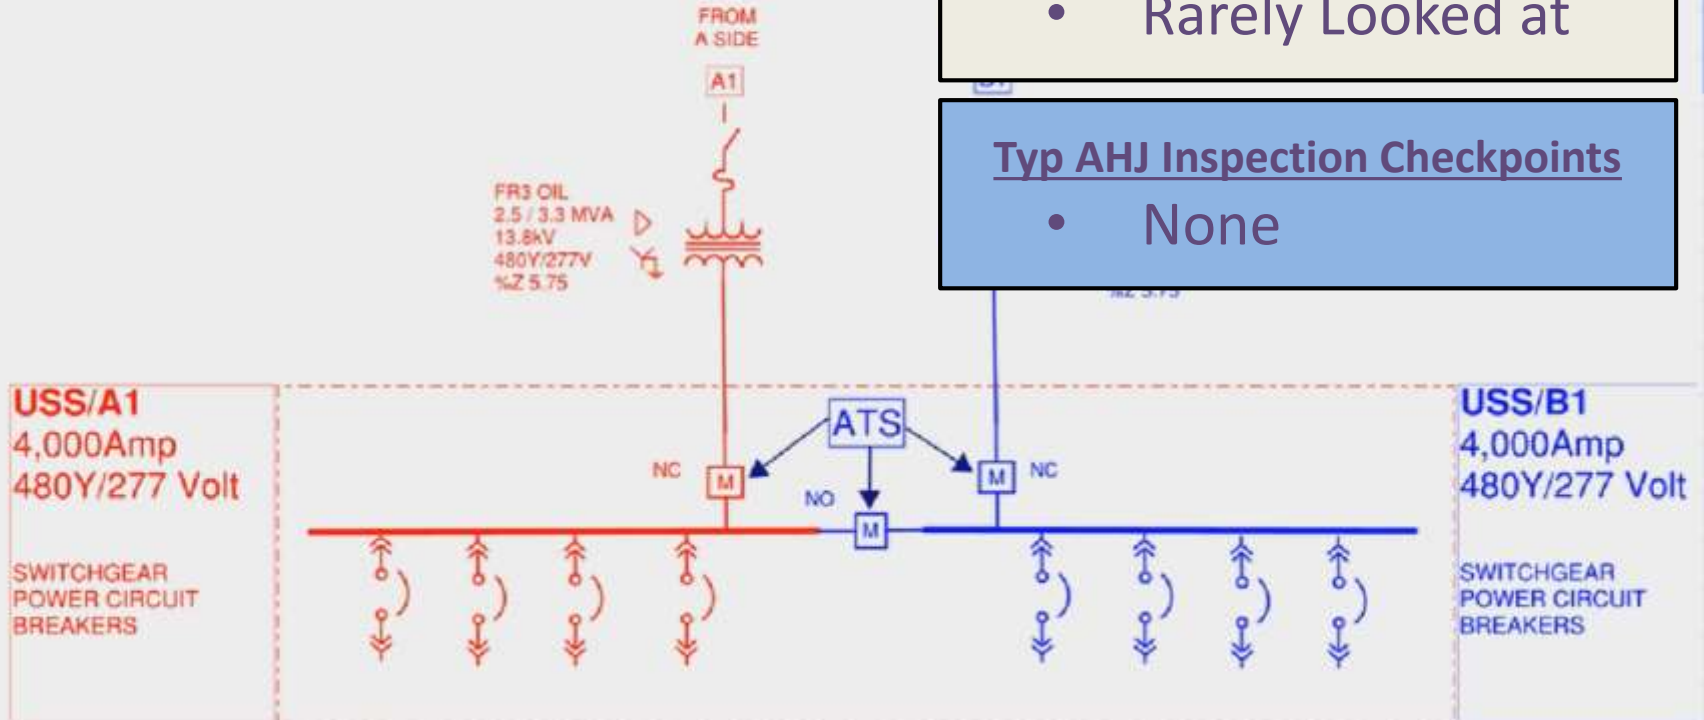 • Rarely Looked at
FROM
A SIDE
A1
Typ AHJ Inspection Checkpoints
• None
FR3 OIL
2.5 / 3.3 MVA
13.8kV
480Y/277V
%Z 5.75
USS/A1
4,000Amp
480Y/277 Volt
SWITCHGEAR
POWER CIRCUIT
BREAKERS
ATS
NC
M
NO
M
M
NC
USS/B1
4,000Amp
480Y/277 Volt
SWITCHGEAR
POWER CIRCUIT
BREAKERS